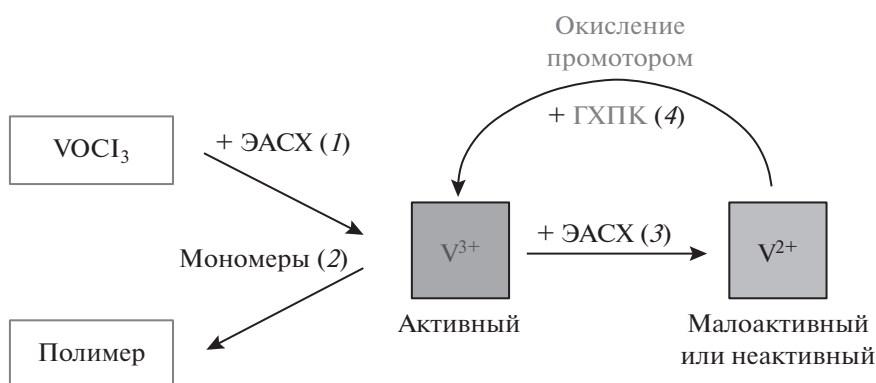 Окисление
промотором
+ ГХПК (4)
VOCl₃
+ ЭАСХ (1)
V³⁺
+ ЭАСХ (3)
V²⁺
Мономеры (2)
Активный
Малоактивный
или неактивный
Полимер